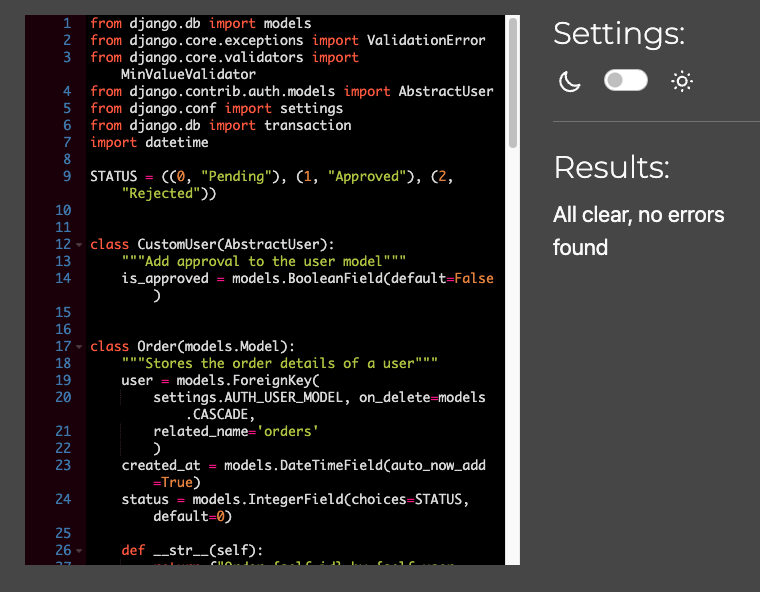 1 from django.db import models
2 from django.core.exceptions import ValidationError
3 from django.core.validators import
MinValueValidator
4 from django.contrib.auth.models import AbstractUser
5 from django.conf import settings
6 from django.db import transaction
7 import datetime
8
9 STATUS = ((0, "Pending"), (1, "Approved"), (2,
"Rejected"))
10
11
12 class CustomUser(AbstractUser):
13 """Add approval to the user model"""
14 is_approved = models.BooleanField(default=False
)
15
16
17 class Order(models.Model):
18 """Stores the order details of a user"""
19 user = models.ForeignKey(
20 settings.AUTH_USER_MODEL, on_delete=models
.CASCADE,
21 related_name='orders'
22 )
23 created_at = models.DateTimeField(auto_now_add
=True)
24 status = models.IntegerField(choices=STATUS,
default=0)
25
26 def __str__(self):
Settings:
Results:
All clear, no errors
found